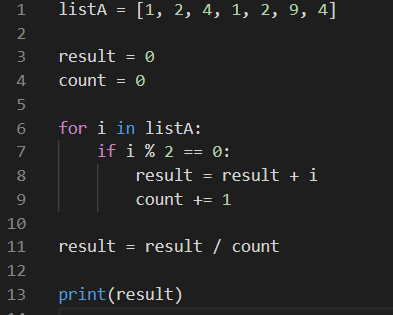 1 listA = [1, 2, 4, 1, 2, 9, 4]
2
3 result = 0
4 count = 0
5
6 for i in listA:
7     if i % 2 == 0:
8         result = result + i
9         count += 1
10
11 result = result / count
12
13 print(result)